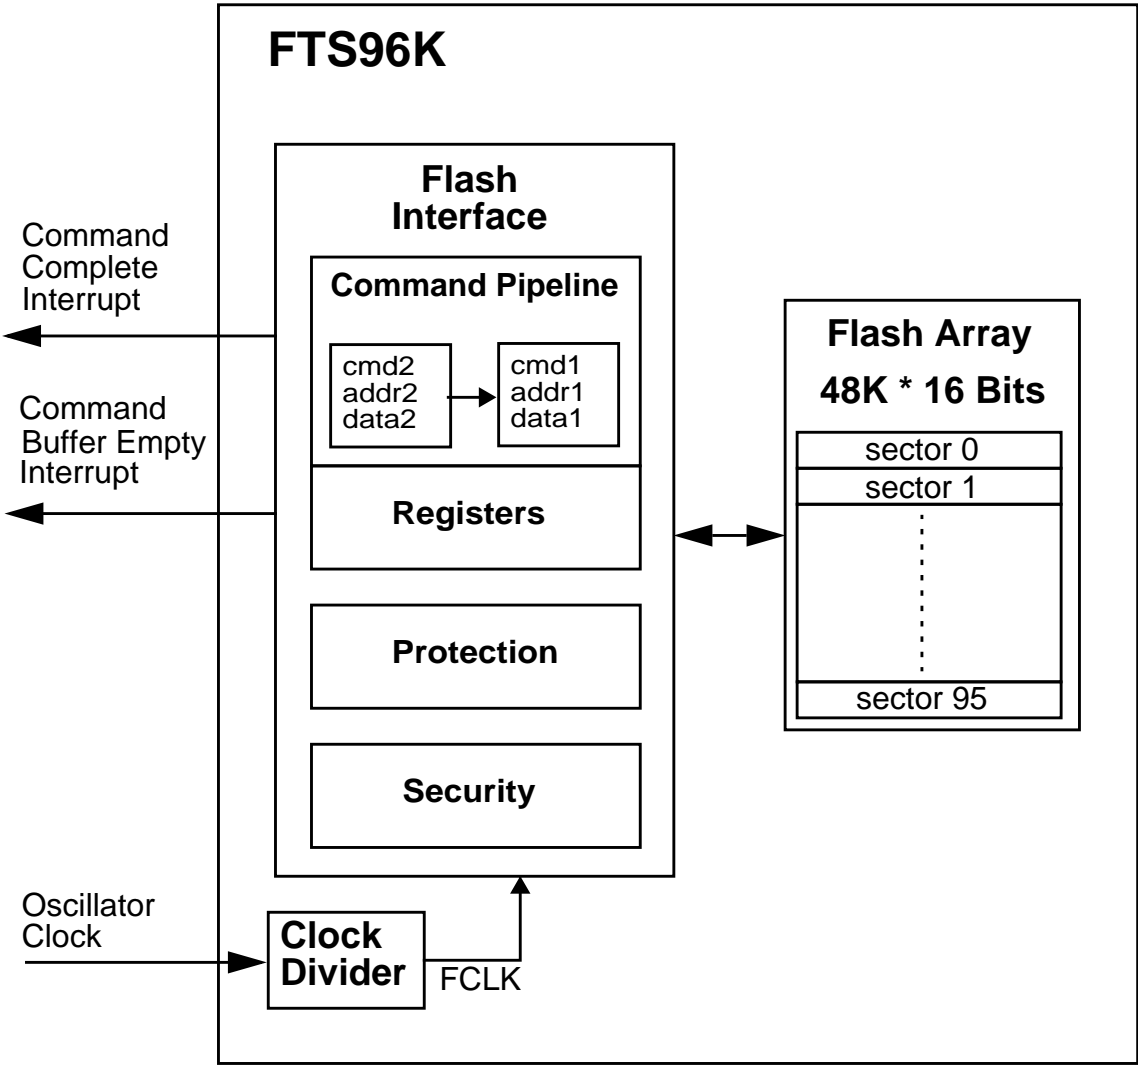 FTS96K
Flash
Interface
Command
Complete
Interrupt
Command Pipeline
cmd2
addr2
data2
cmd1
addr1
data1
Command
Buffer Empty
Interrupt
Registers
Protection
Security
Flash Array
48K * 16 Bits
sector 0
sector 1
sector 95
Oscillator
Clock
Clock
Divider
FCLK